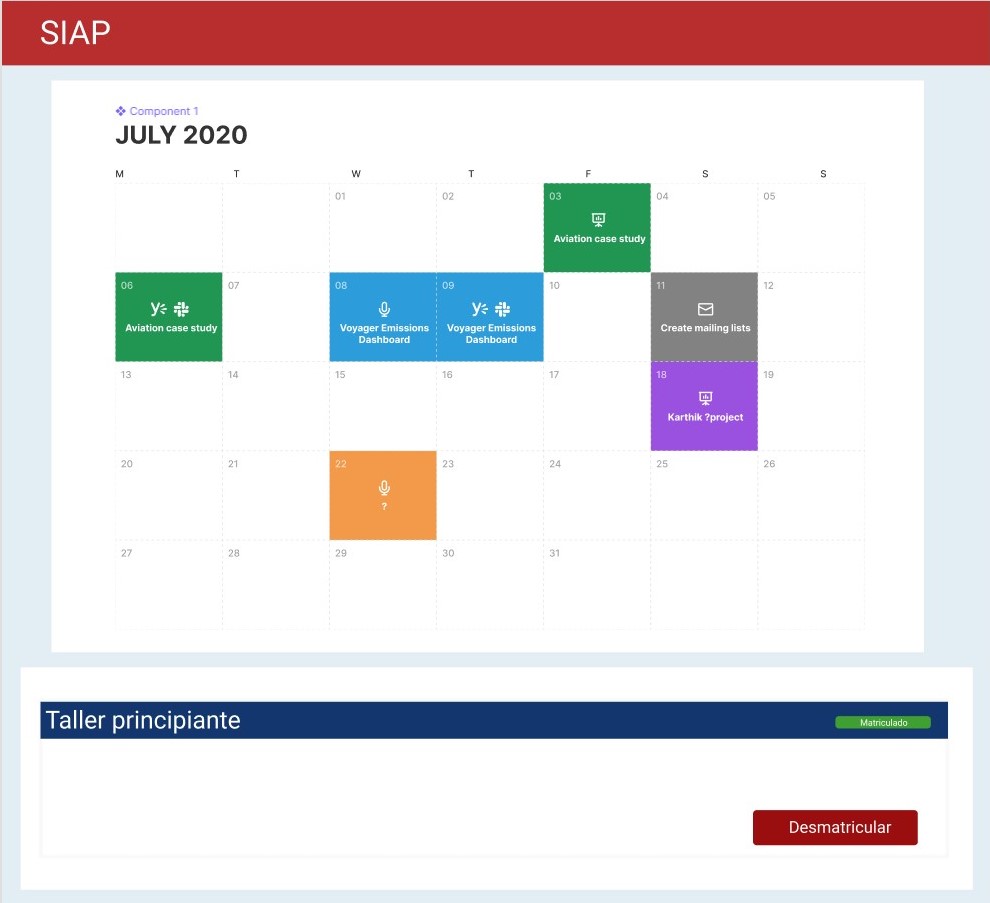 SIAP
Component 1
JULY 2020
M T W T F S S
01 02 03 04 05
Aviation case study
06 07 08 09 10 11 12
Aviation case study
Voyager Emissions
Dashboard
Voyager Emissions
Dashboard
Create mailing lists
13 14 15 16 17 18 19
Karthik ?project
20 21 22 23 24 25 26
?
27 28 29 30 31
Taller principiante
Matriculado
Desmatricular